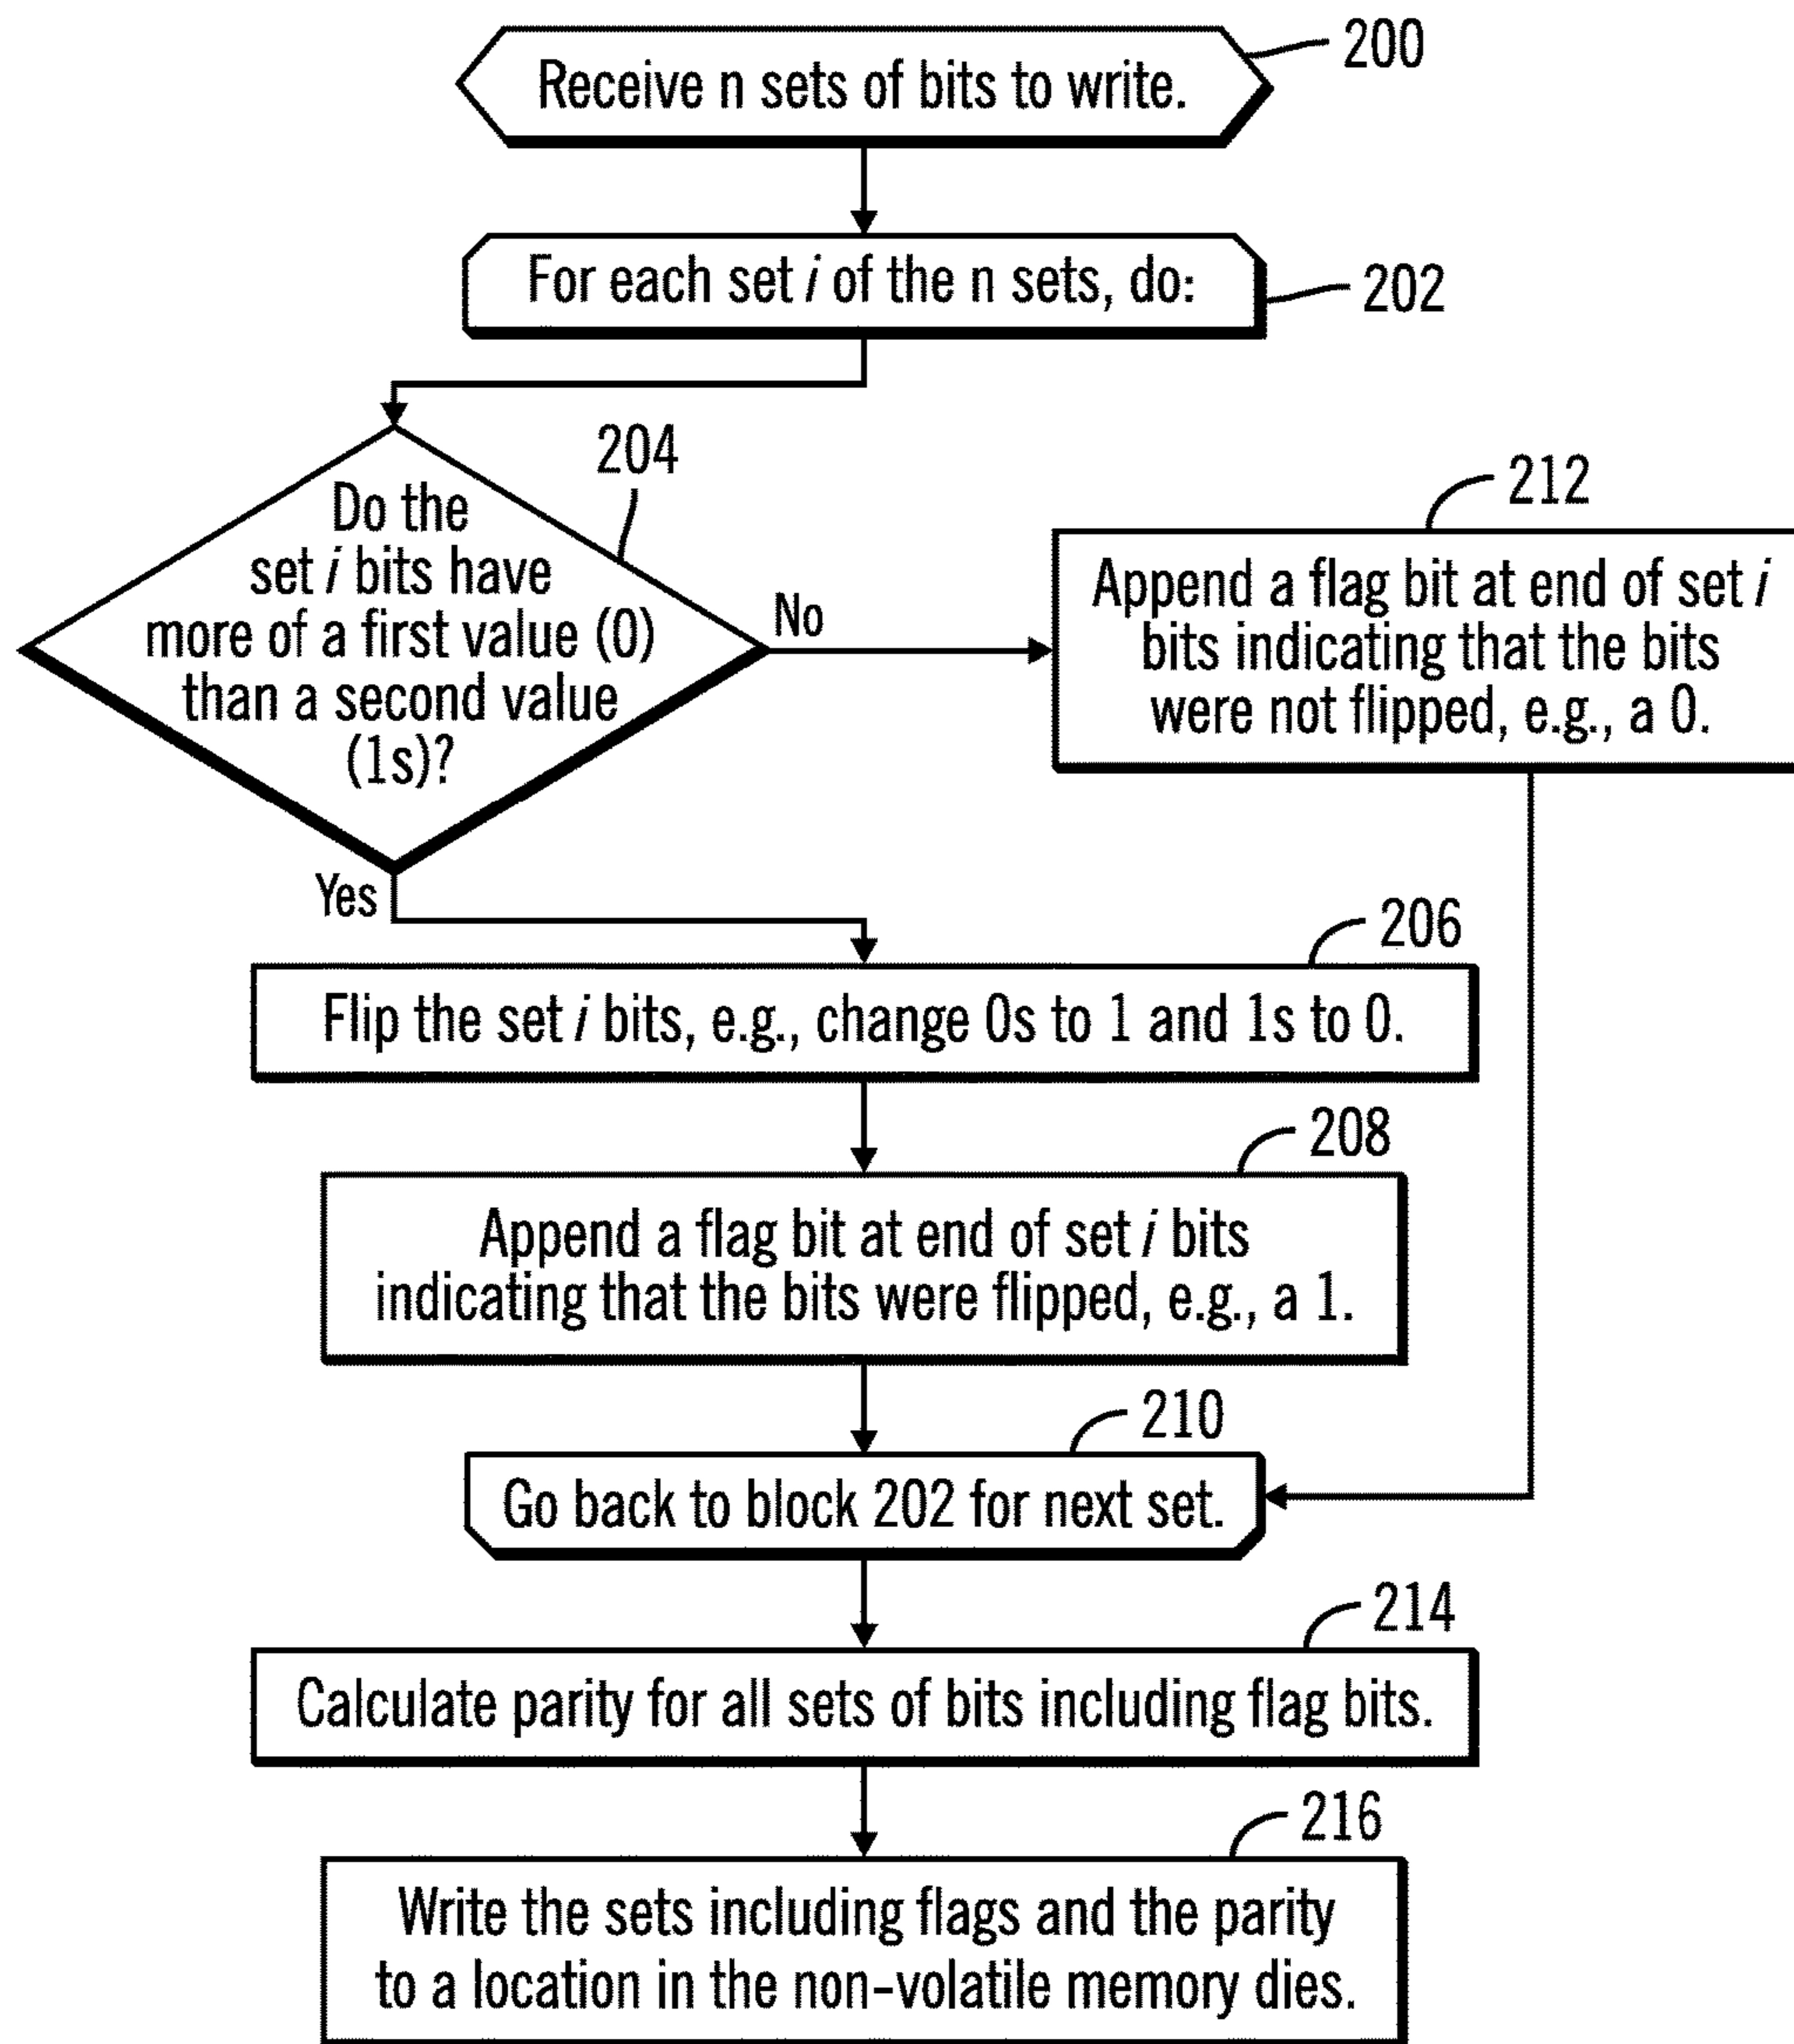 Receive n sets of bits to write.
200
For each set i of the n sets, do:
202
204
Do the
set i bits have
more of a first value (0)
than a second value
(1s)?
No
Yes
212
Append a flag bit at end of set i
bits indicating that the bits
were not flipped, e.g., a 0.
206
Flip the set i bits, e.g., change 0s to 1 and 1s to 0.
208
Append a flag bit at end of set i bits
indicating that the bits were flipped, e.g., a 1.
210
Go back to block 202 for next set.
214
Calculate parity for all sets of bits including flag bits.
216
Write the sets including flags and the parity
to a location in the non-volatile memory dies.